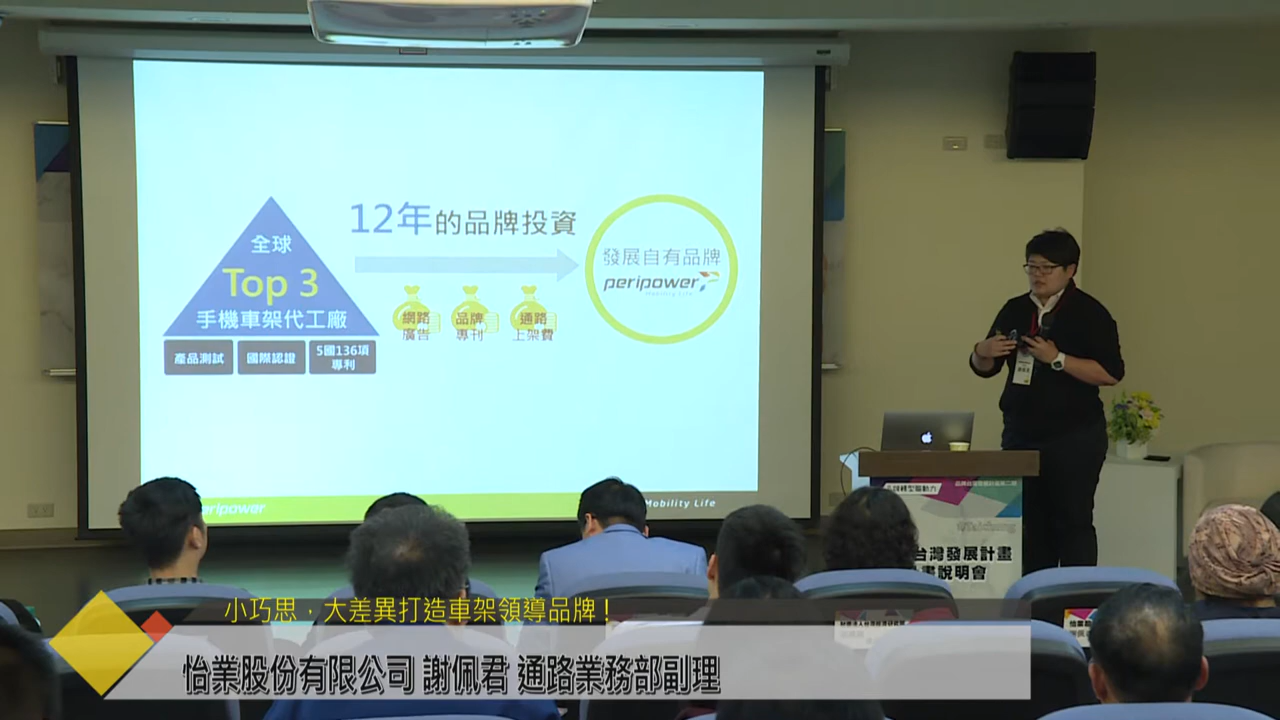 全球
Top 3
手機車架代工廠
產品測試
國際認證
5國136項
專利
12年的品牌投資
網路
廣告
品牌
專刊
通路
上架費
發展自有品牌
peripower
Mobility Life
peripower
Mobility Life
台灣發展計畫
畫說明會
小巧思，大差異打造車架領導品牌！
怡業股份有限公司 謝佩君 通路業務部副理